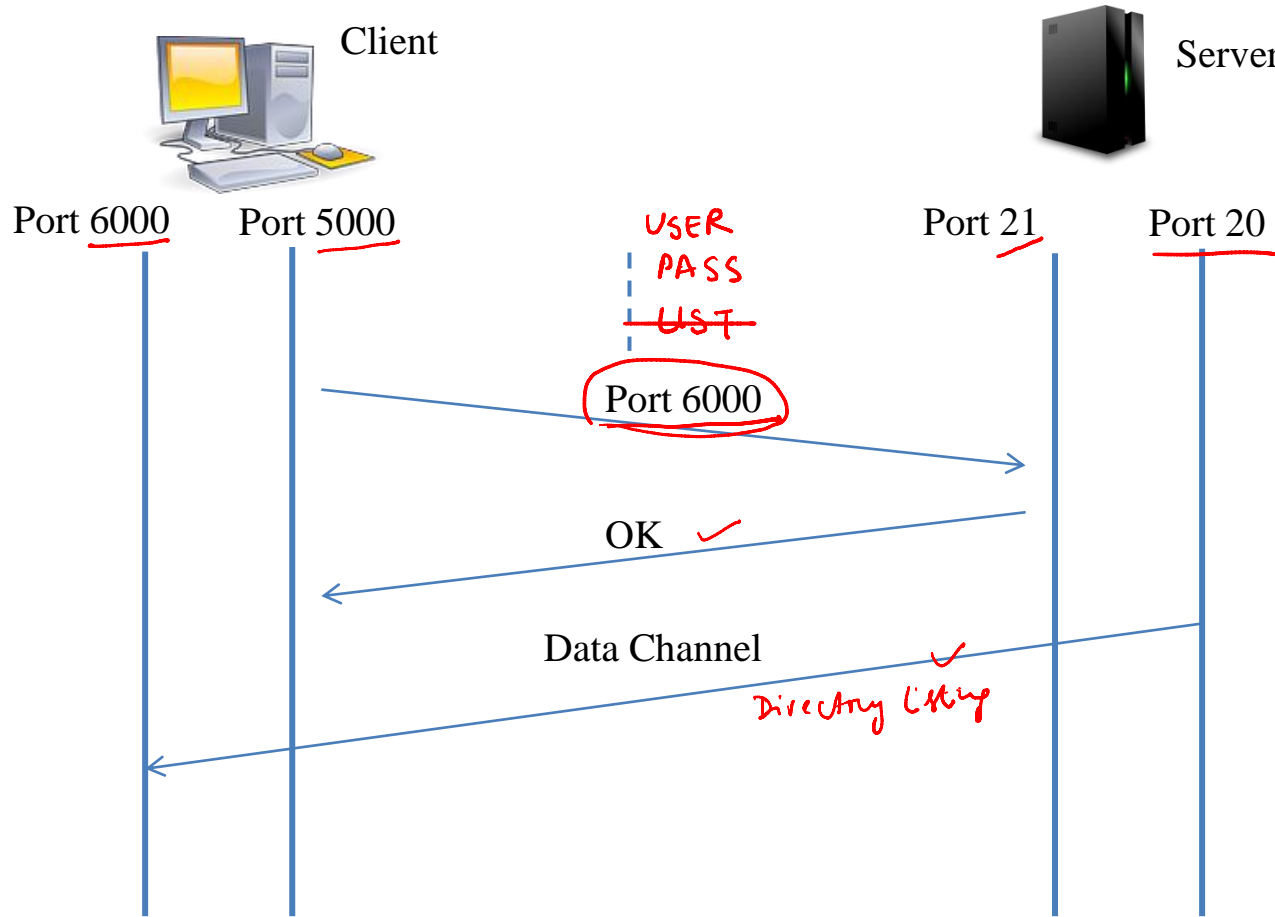 Client
Server
Port 6000
Port 5000
USER
PASS
LIST
Port 21
Port 20
Port 6000
OK
Data Channel
Directory Listing